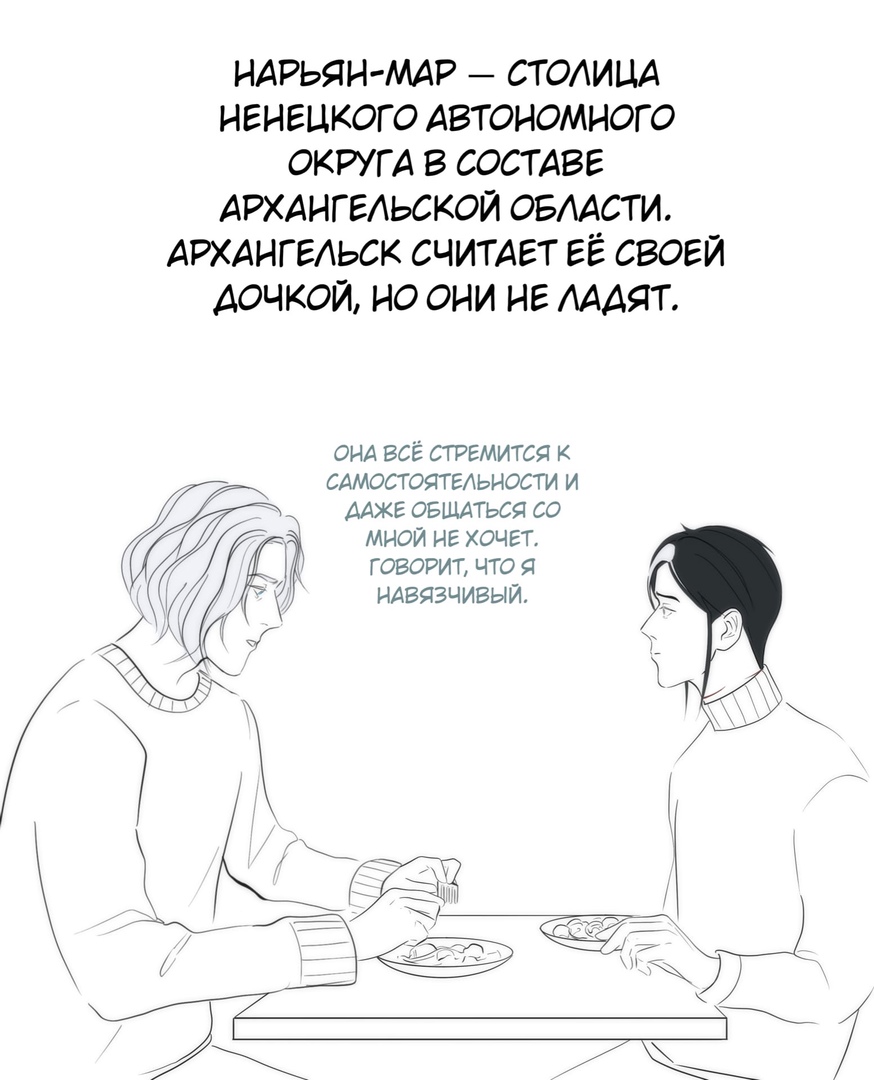 НАРЬЯН-МАР — СТОЛИЦА
НЕНЕЦКОГО АВТОНОМНОГО
ОКРУГА В СОСТАВЕ
АРХАНГЕЛЬСКОЙ ОБЛАСТИ.
АРХАНГЕЛЬСК СЧИТАЕТ ЕЁ СВОЕЙ
ДОЧКОЙ, НО ОНИ НЕ ЛАДЯТ.
ОНА ВСЁ СТРЕМИТСЯ К
САМОСТОЯТЕЛЬНОСТИ И
ДАЖЕ ОБЩАТЬСЯ СО
МНОЙ НЕ ХОЧЕТ.
ГОВОРИТ, ЧТО Я
НАВЯЗЧИВЫЙ.